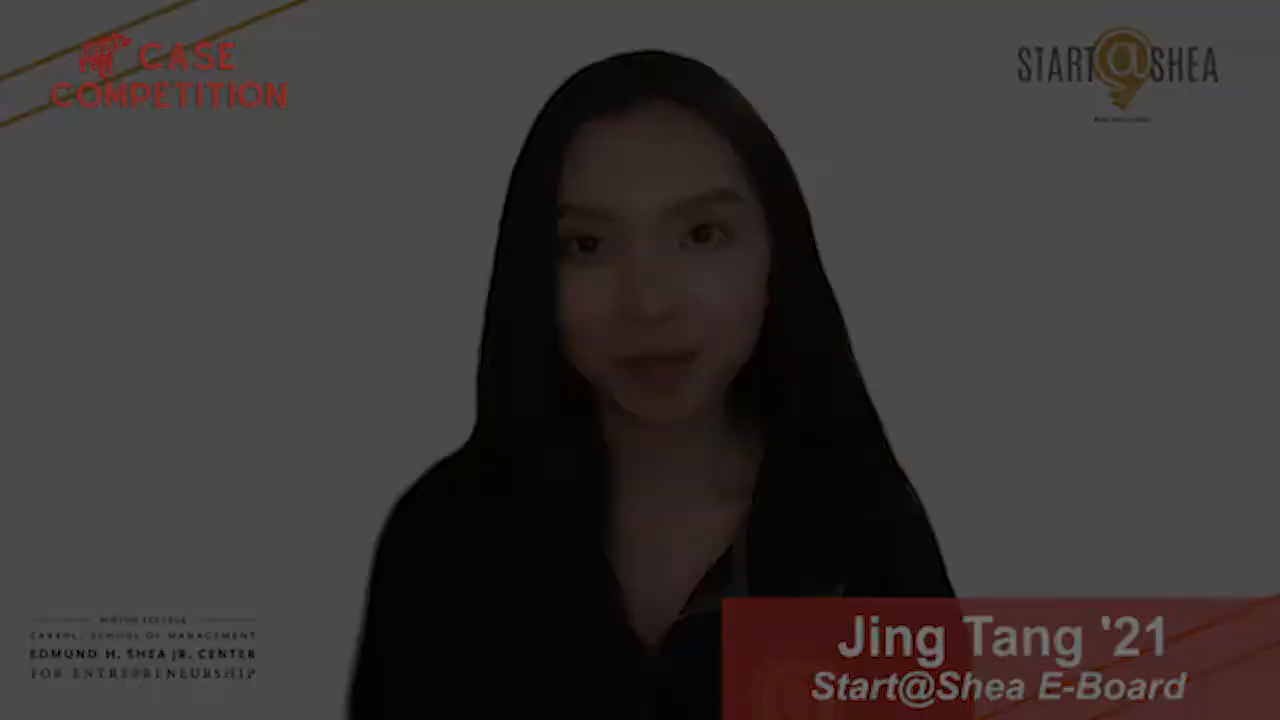 CASE
COMPETITION
START@SHEA
BOSTON COLLEGE
CARROLL SCHOOL OF MANAGEMENT
EDMUND H. SHEA JR. CENTER
FOR ENTREPRENEURSHIP
Jing Tang '21
Start@Shea E-Board